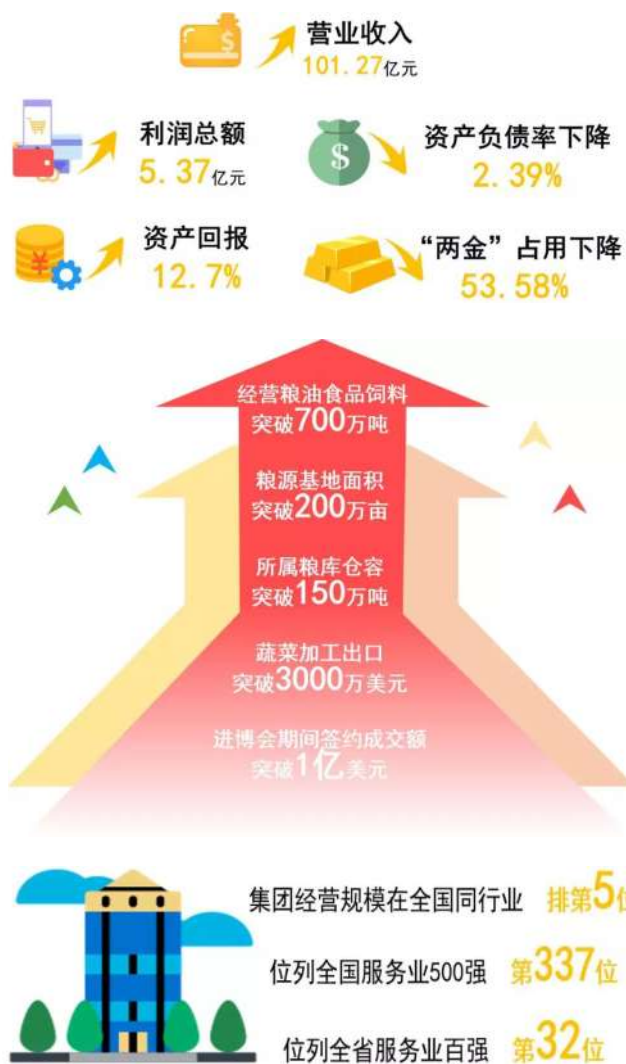 营业收入
101.27亿元
利润总额
5.37亿元
资产负债率下降
2.39%
资产回报
12.7%
“两金”占用下降
53.58%
经营粮油食品饲料
突破700万吨
粮源基地面积
突破200万亩
所属粮库仓容
突破150万吨
蔬菜加工出口
突破3000万美元
进博会期间签约成交额
突破1亿美元
集团经营规模在全国同行业 排第5位
位列全国服务业500强 第337位
位列全省服务业百强 第32位